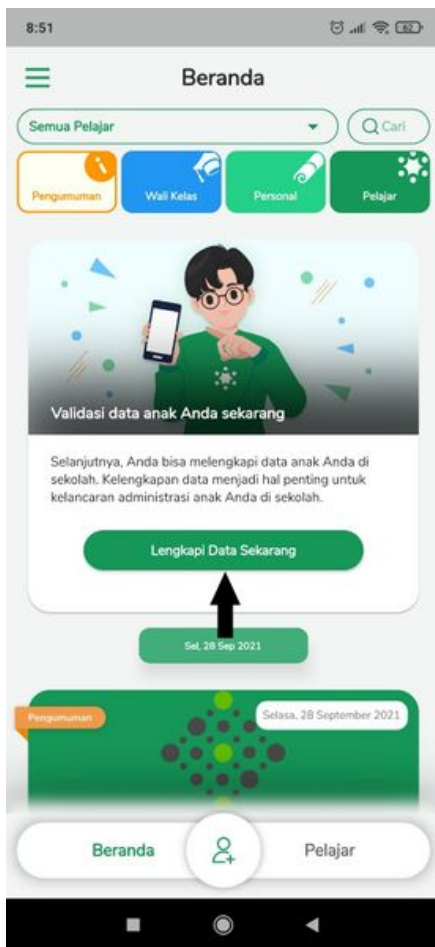 8:51
62
Beranda
Semua Pelajar
Cari
Pengumuman
Wali Kelas
Personal
Pelajar
Validasi data anak Anda sekarang
Selanjutnya, Anda bisa melengkapi data anak Anda di
sekolah. Kelengkapan data menjadi hal penting untuk
kelancaran administrasi anak Anda di sekolah.
Lengkapi Data Sekarang
Sel, 28 Sep 2021
Pengumuman
Selasa, 28 September 2021
Beranda
Pelajar